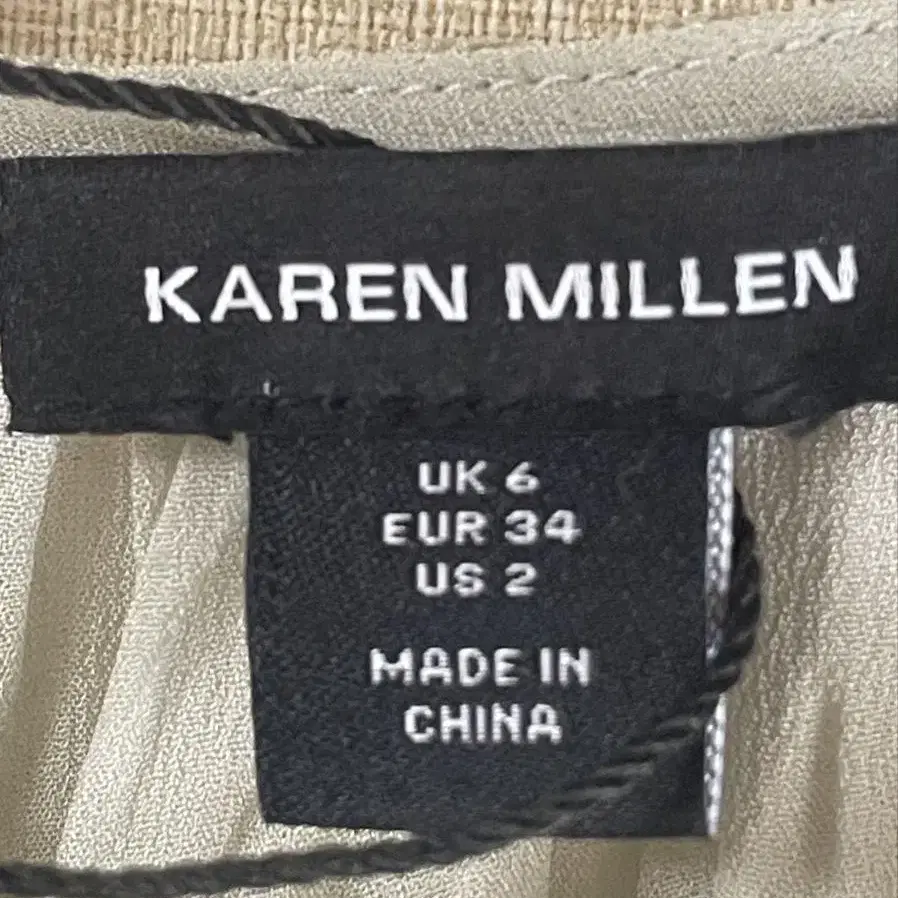 KAREN MILLEN
UK 6
EUR 34
US 2
MADE IN
CHINA